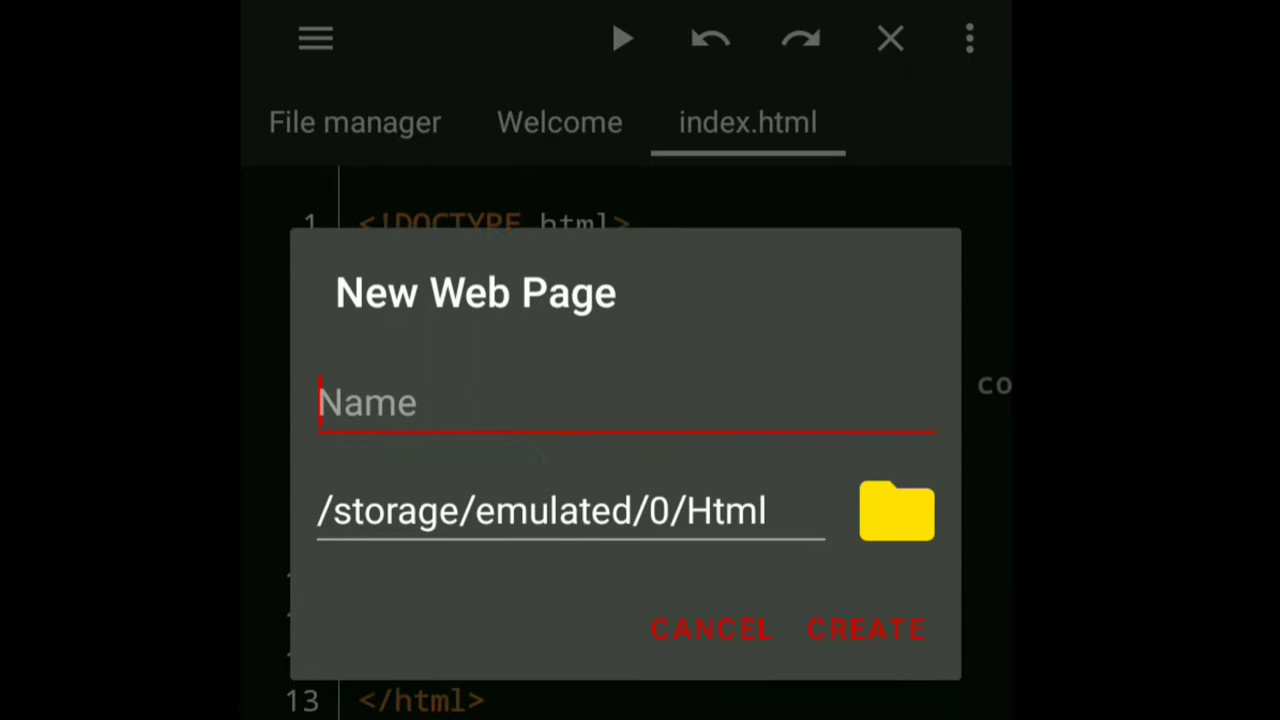 File manager Welcome index.html
1 <!DOCTYPE html>
New Web Page
co
Name
/storage/emulated/0/Html
CANCEL CREATE
13 </html>